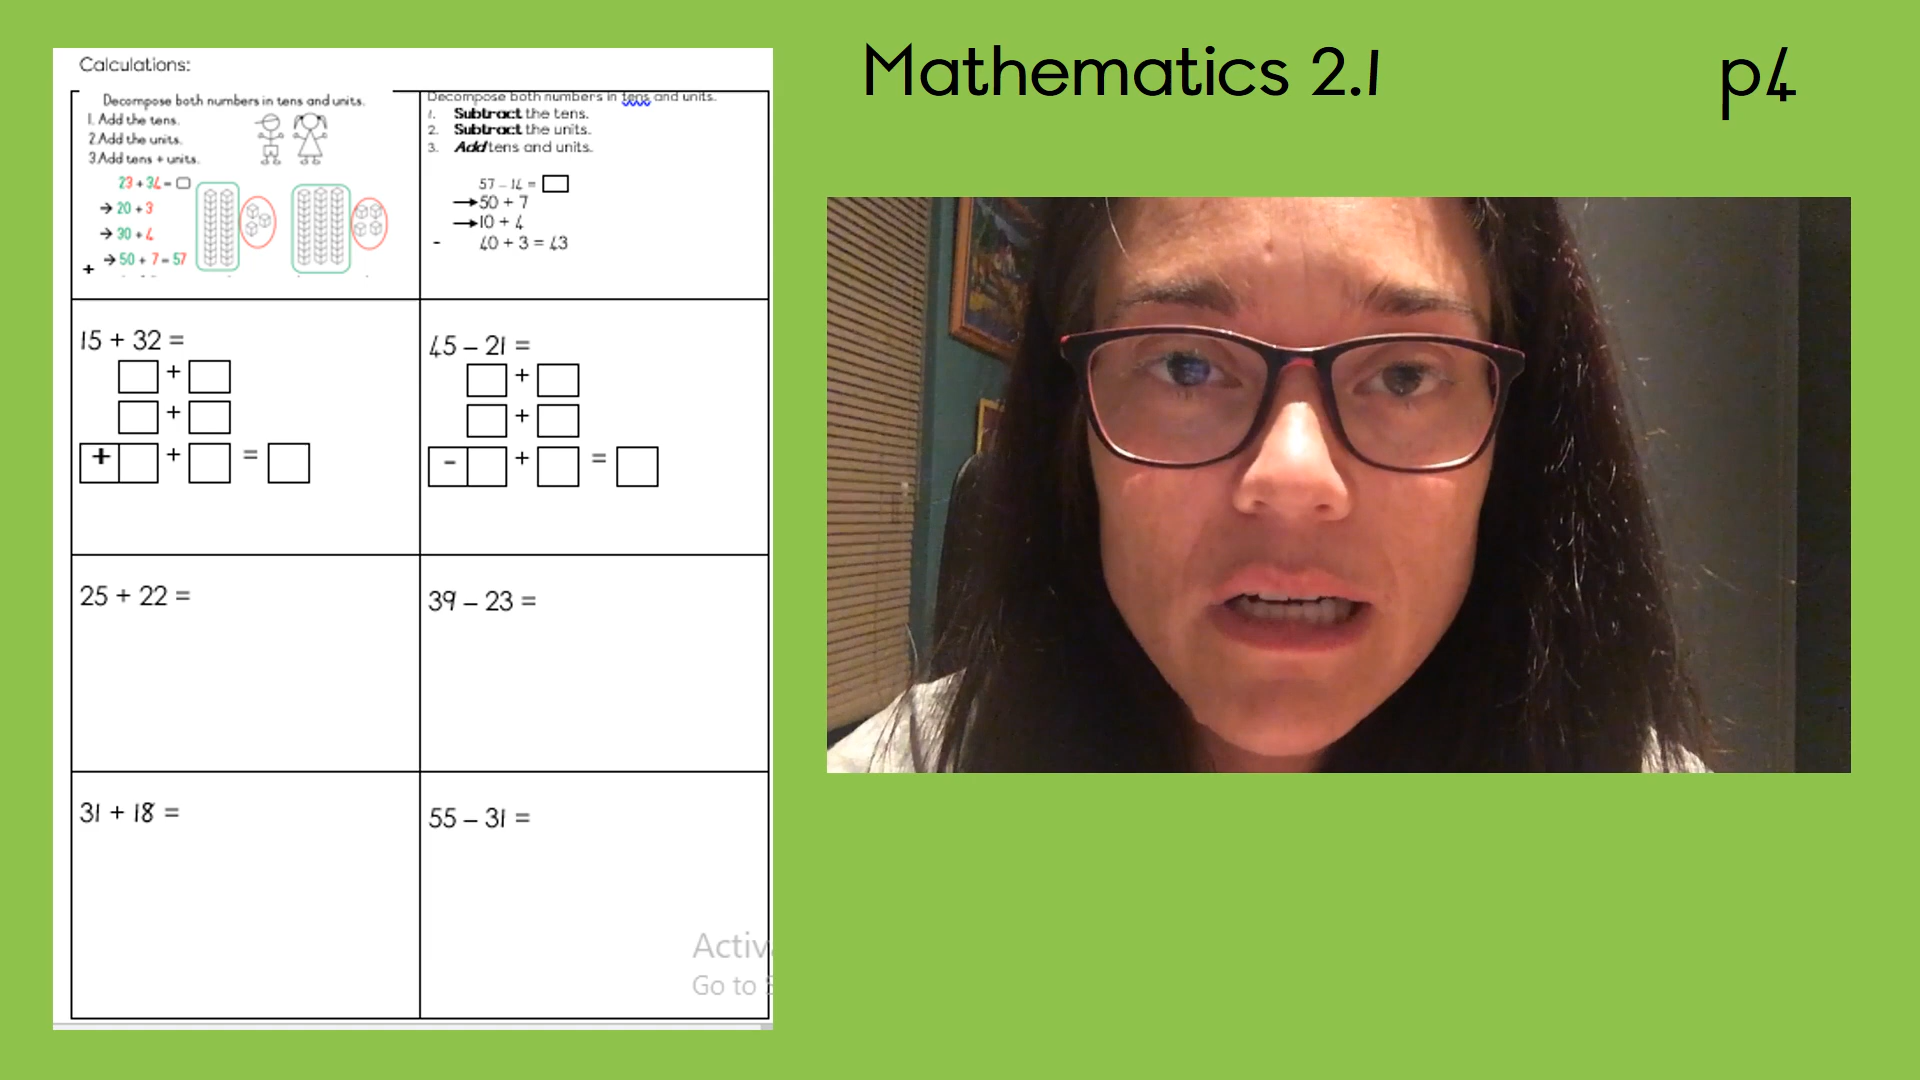 Mathematics 2.1
p4
Calculations:
Decompose both numbers in tens and units.
1. Add the tens.
2.Add the units.
3.Add tens + units.
23 + 34 = □
→ 20 + 3
→ 30 + 4
→ 50 + 7 = 57
+
Decompose both numbers in tens and units.
1. Subtract the tens.
2. Subtract the units.
3. Add tens and units.
57 – 14 = □
→50 + 7
→10 + 4
- 40 + 3 = 43
15 + 32 =
□ + □
□ + □
+ □ + □ = □
45 – 21 =
□ + □
□ + □
- □ + □ = □
25 + 22 =
39 – 23 =
31 + 18 =
55 – 31 =
Activ
Go to